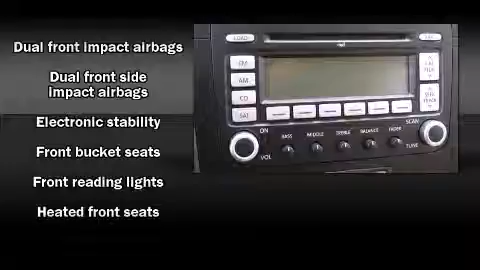 Dual front impact airbags
Dual front side
impact airbags
Electronic stability
Front bucket seats
Front reading lights
Heated front seats
LOAD
FM
AM
CD
SAT
ON
VOL
BASS
MIDDLE
TREBLE
BALANCE
FADER
SCAN
TUNE